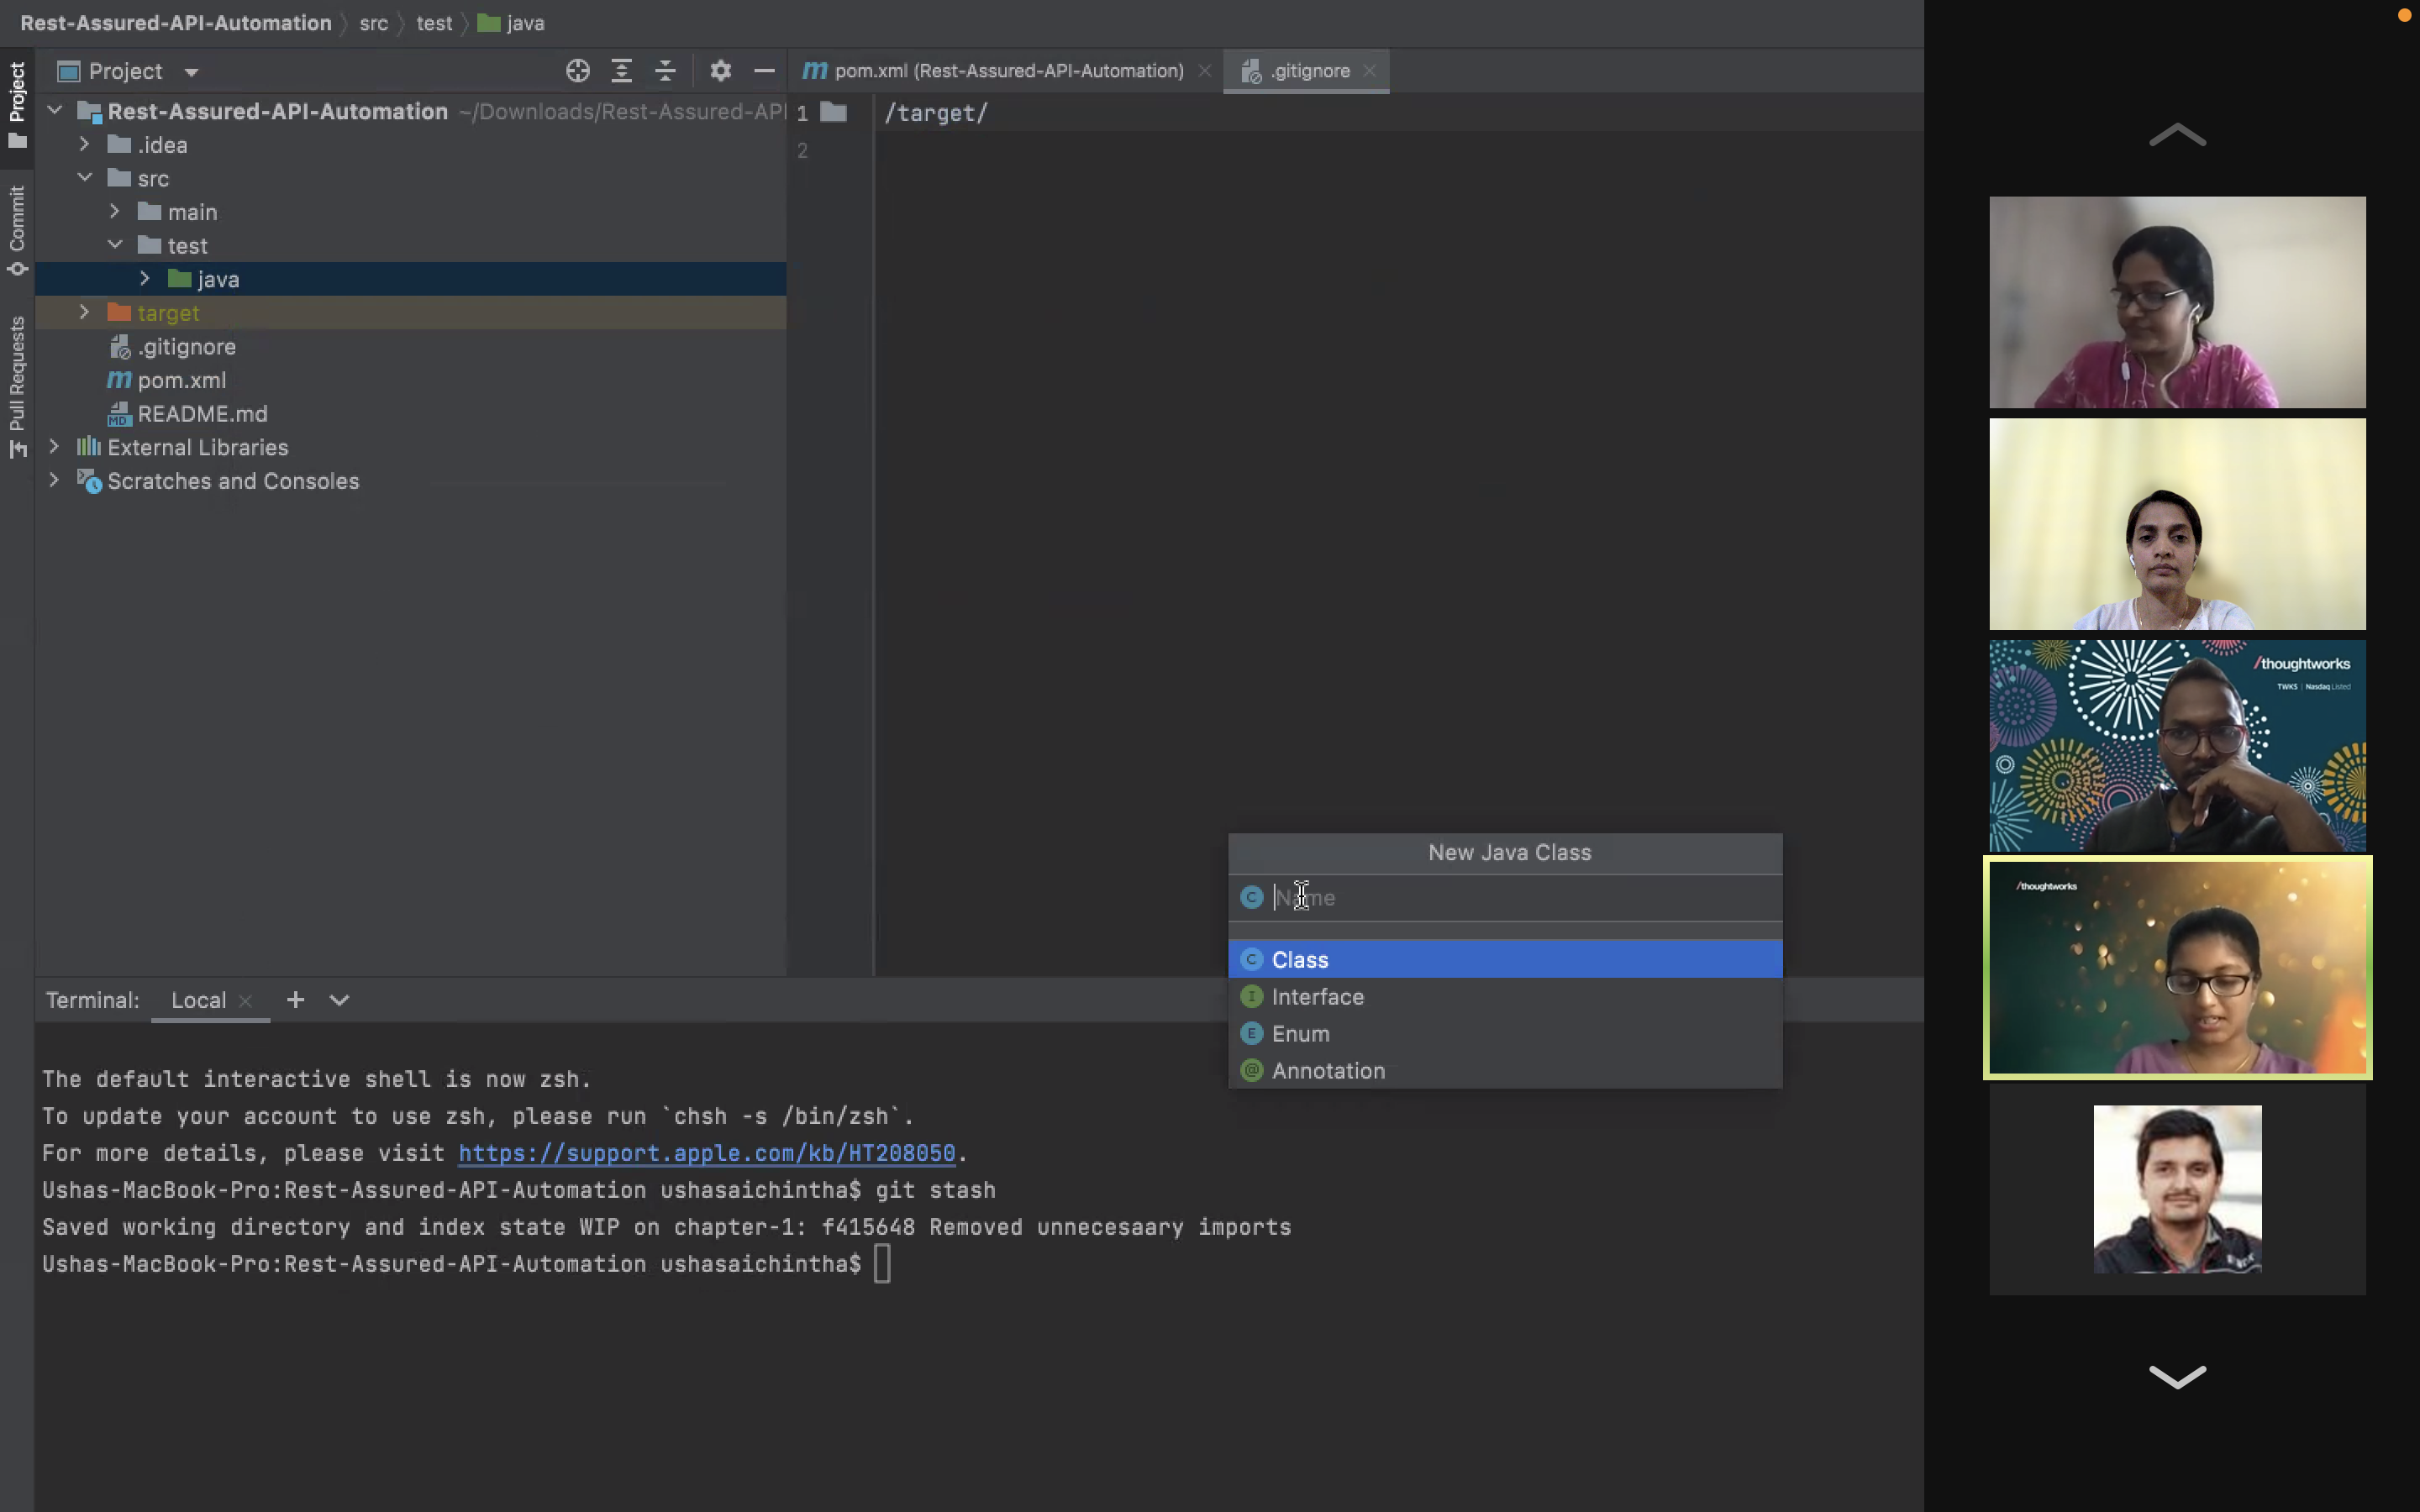 Rest-Assured-API-Automation 〉 src 〉 test 〉 java
Project
Commit
Pull Requests
Project
Rest-Assured-API-Automation ~/Downloads/Rest-Assured-API
.idea
src
main
test
java
target
.gitignore
pom.xml
README.md
External Libraries
Scratches and Consoles
pom.xml (Rest-Assured-API-Automation)
.gitignore
1 /target/
2
New Java Class
Name
Class
Interface
Enum
Annotation
Terminal: Local
The default interactive shell is now zsh.
To update your account to use zsh, please run `chsh -s /bin/zsh`.
For more details, please visit https://support.apple.com/kb/HT208050.
Ushas-MacBook-Pro:Rest-Assured-API-Automation ushasaichintha$ git stash
Saved working directory and index state WIP on chapter-1: f415648 Removed unnecesaary imports
Ushas-MacBook-Pro:Rest-Assured-API-Automation ushasaichintha$
/thoughtworks
TWKS | Nasdaq Listed
/thoughtworks